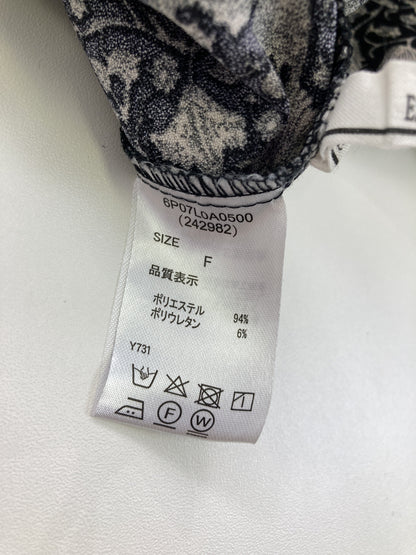 6P07L0A0500
(242982)
SIZE
F
品質表示
ポリエステル 94%
ポリウレタン 6%
Y731
F W